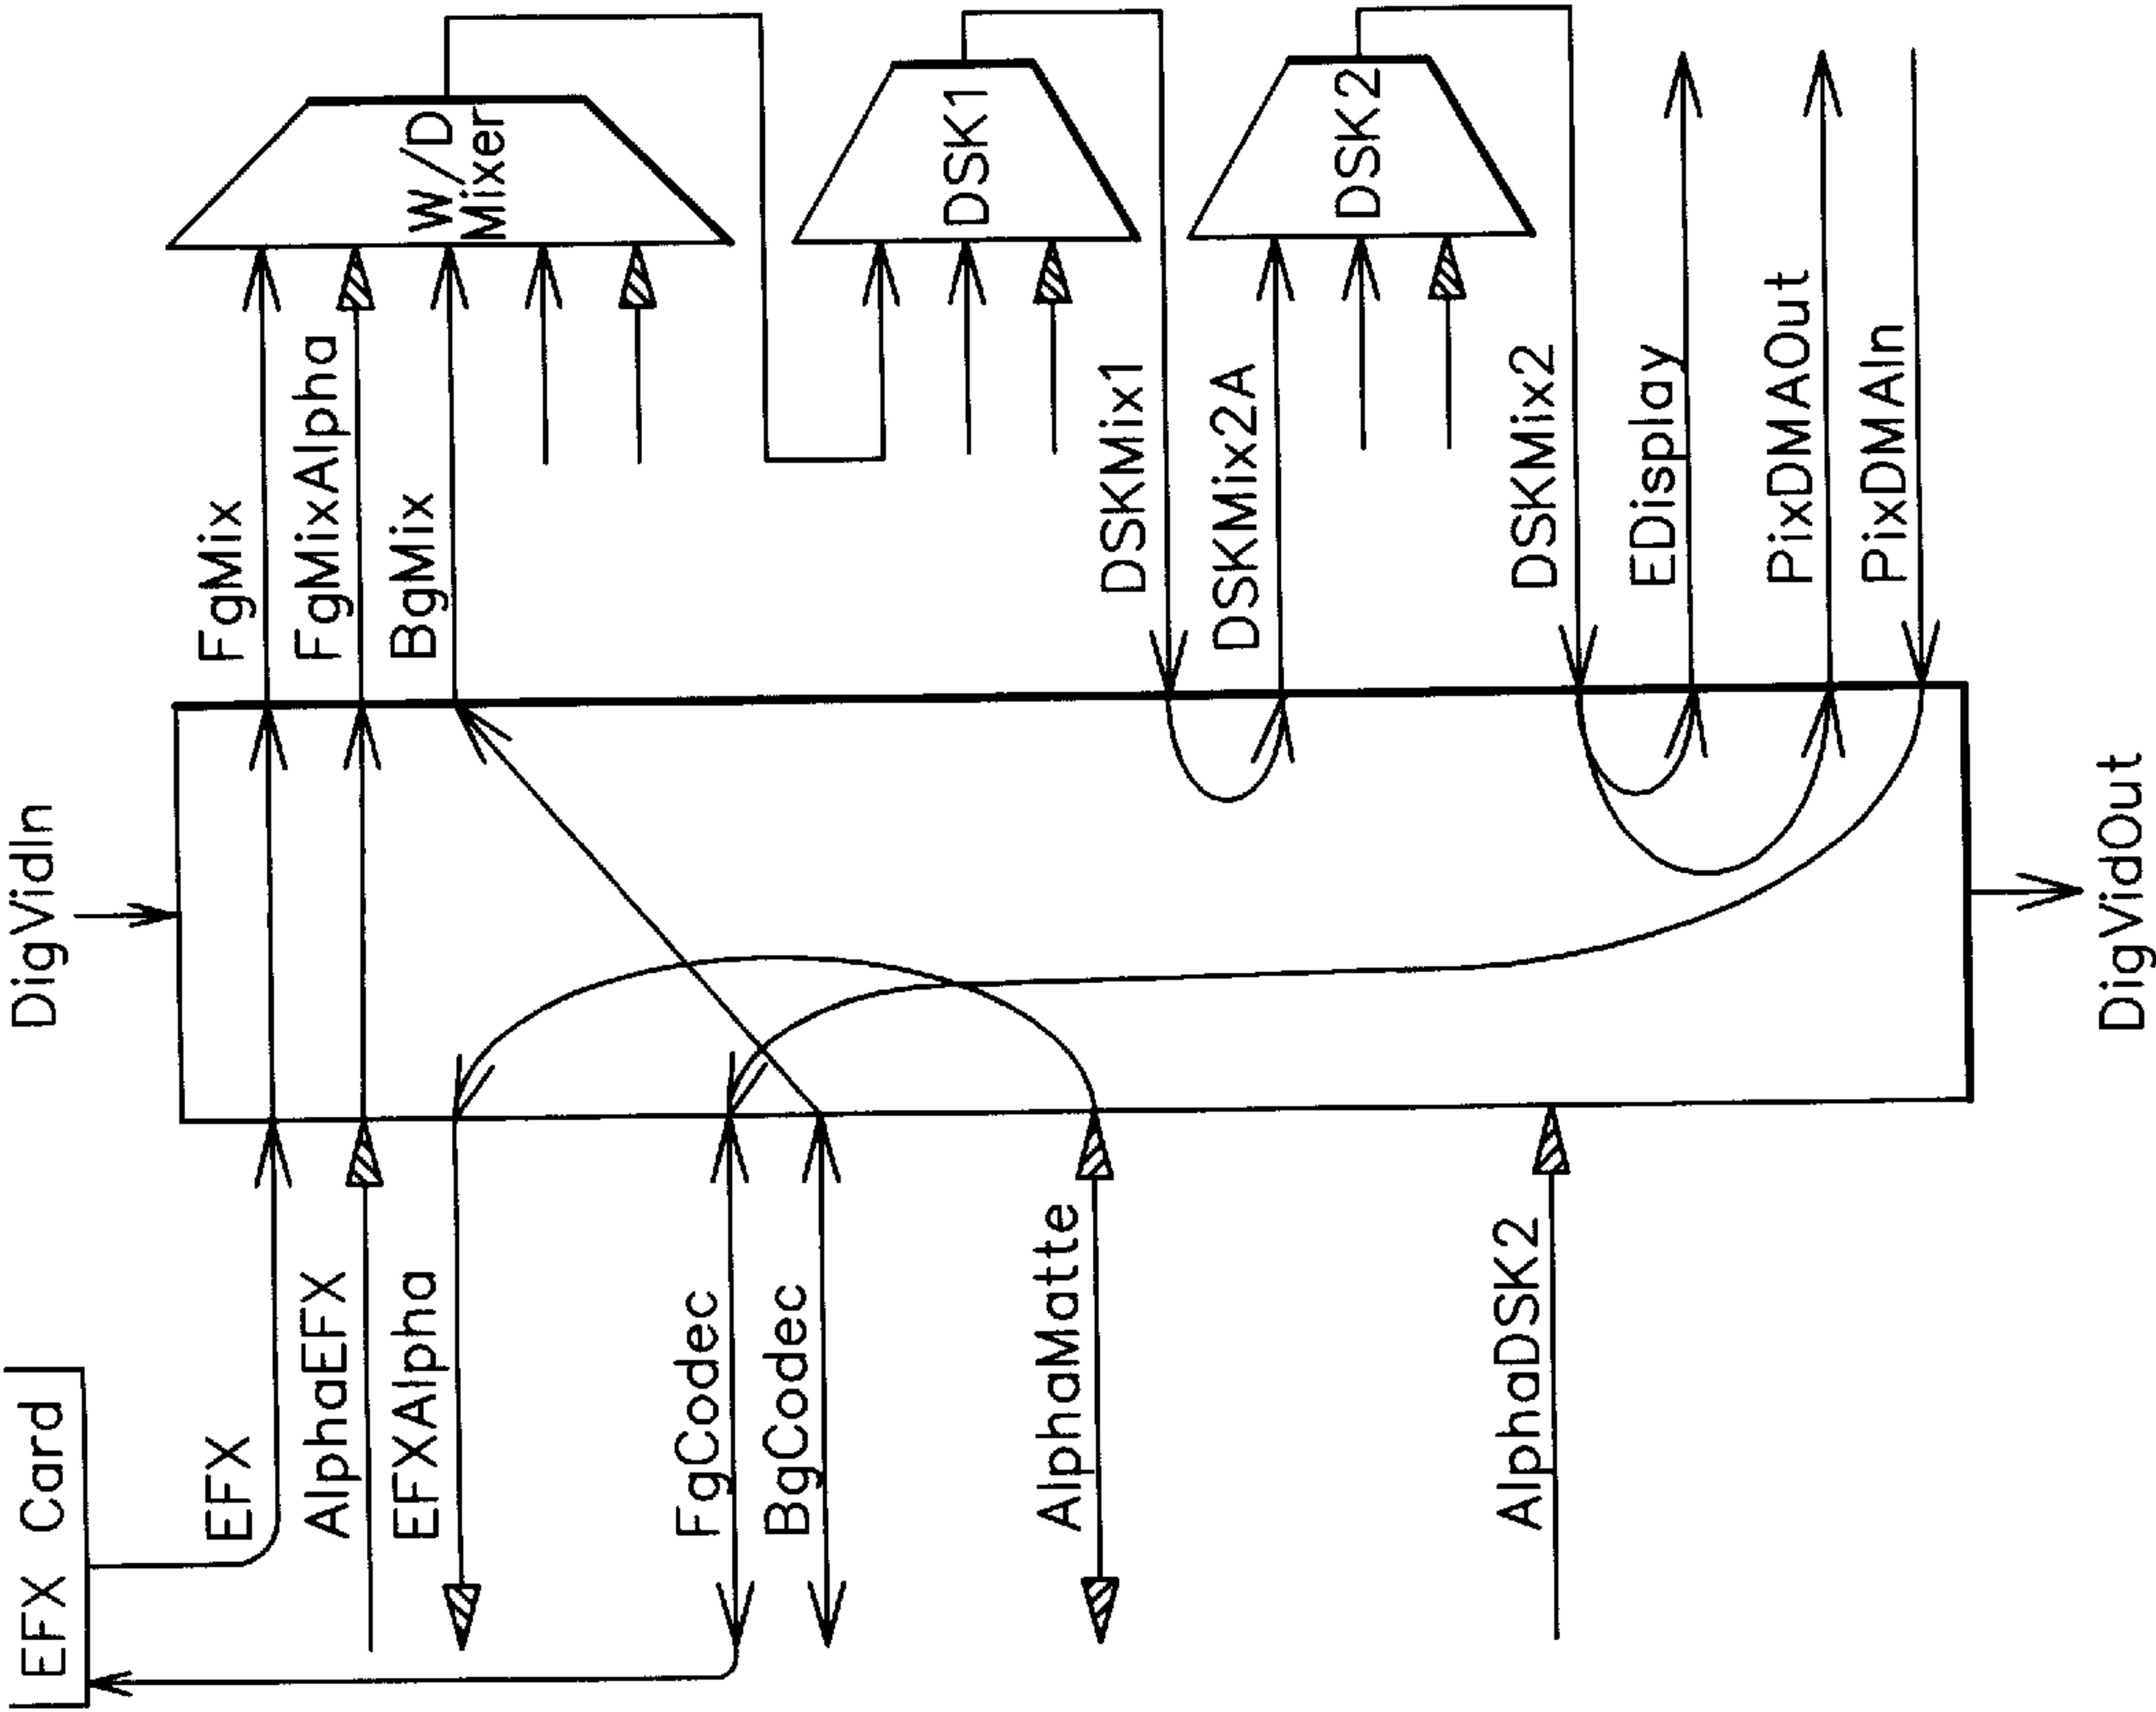 EFX Card
DigVidIn
EFX
FgMix
AlphaEFX
FgMixAlpha
EFXAlpha
BgMix
W/D
Mixer
FgCodec
BgCodec
DSK1
AlphaMatte
DSKMix1
DSKMix2A
DSK2
AlphaDSK2
DSKMix2
EDisplay
PixDMAOut
PixDMAIn
DigVidOut